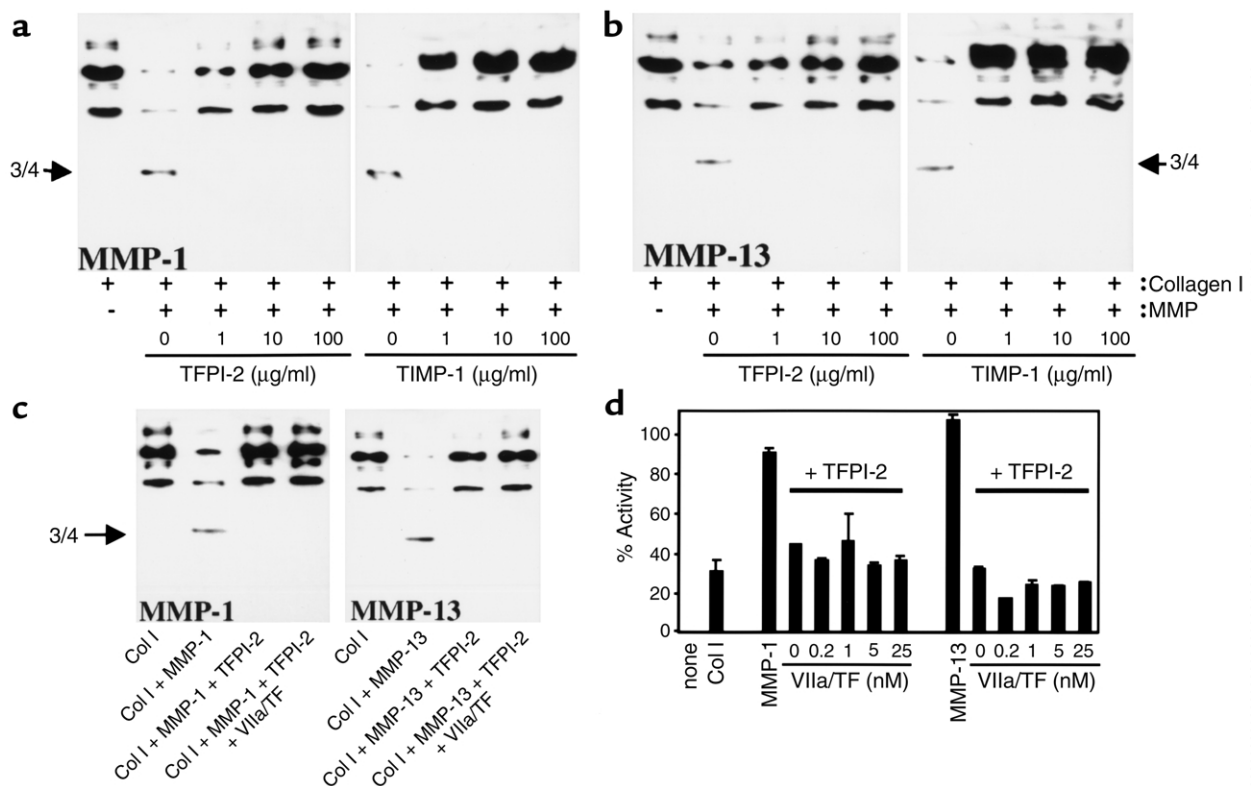 a
3/4
MMP-1
+ + + + + + + + +
- + + + + + + + +
0 1 10 100 0 1 10 100
TFPI-2 (μg/ml) TIMP-1 (μg/ml)
b
3/4
MMP-13
+ + + + + + + + + :Collagen I
- + + + + + + + + :MMP
0 1 10 100 0 1 10 100
TFPI-2 (μg/ml) TIMP-1 (μg/ml)
c
3/4
MMP-1
MMP-13
Col I
Col I + MMP-1
Col I + MMP-1 + TFPI-2
Col I + MMP-1 + TFPI-2
+ VIIa/TF
Col I
Col I + MMP-13
Col I + MMP-13 + TFPI-2
Col I + MMP-13 + TFPI-2
+ VIIa/TF
d
% Activity
100
80
60
40
20
0
+ TFPI-2
+ TFPI-2
none
Col I
MMP-1
0 0.2 1 5 25
VIIa/TF (nM)
MMP-13
0 0.2 1 5 25
VIIa/TF (nM)